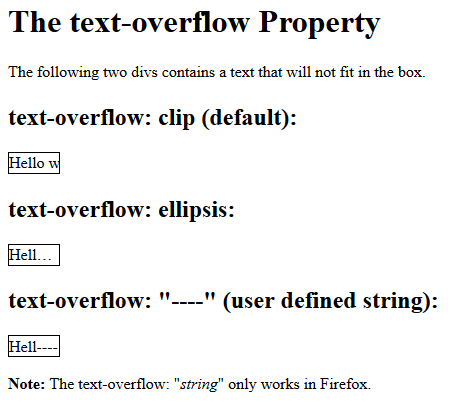 The text-overflow Property
The following two divs contains a text that will not fit in the box.
text-overflow: clip (default):
Hello w
text-overflow: ellipsis:
Hell…
text-overflow: "----" (user defined string):
Hell----
Note: The text-overflow: "string" only works in Firefox.